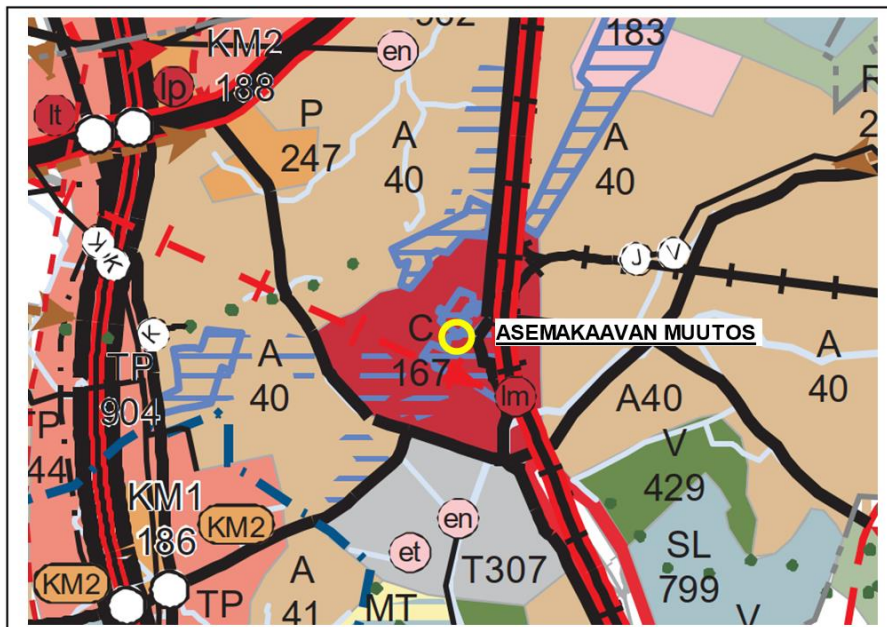 KM2
188
en
183
lt
lp
P
247
A
40
A
40
R
2
K
K
J
V
K
C
167
ASEMAKAAVAN MUUTOS
TP
904
A
40
A
40
lm
A40
P
44
V
429
KM1
186
KM2
en
et
T307
SL
799
KM2
TP
A
41
MT
V